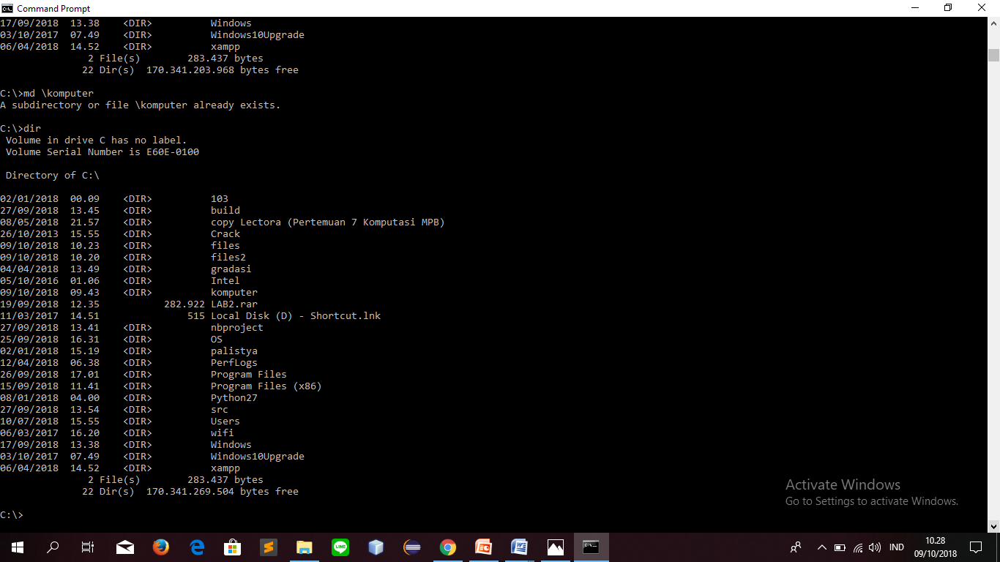 Command Prompt
17/09/2018  13.38    <DIR>          Windows
03/10/2017  07.49    <DIR>          Windows10Upgrade
06/04/2018  14.52    <DIR>          xampp
               2 File(s)        283.437 bytes
              22 Dir(s)  170.341.203.968 bytes free
C:\>md \komputer
A subdirectory or file \komputer already exists.
C:\>dir
 Volume in drive C has no label.
 Volume Serial Number is E60E-0100
 Directory of C:\
02/01/2018  00.09    <DIR>          103
27/09/2018  13.45    <DIR>          build
08/05/2018  21.57    <DIR>          copy Lectora (Pertemuan 7 Komputasi MPB)
26/10/2013  15.55    <DIR>          Crack
09/10/2018  10.23    <DIR>          files
09/10/2018  10.20    <DIR>          files2
04/04/2018  13.49    <DIR>          gradasi
05/10/2016  01.06    <DIR>          Intel
09/10/2018  09.43    <DIR>          komputer
19/09/2018  12.35           282.922 LAB2.rar
11/03/2017  14.51               515 Local Disk (D) - Shortcut.lnk
27/09/2018  13.41    <DIR>          nbproject
25/09/2018  16.31    <DIR>          OS
02/01/2018  15.19    <DIR>          palistya
12/04/2018  06.38    <DIR>          PerfLogs
26/09/2018  17.01    <DIR>          Program Files
15/09/2018  11.41    <DIR>          Program Files (x86)
08/01/2018  04.00    <DIR>          Python27
27/09/2018  13.54    <DIR>          src
10/07/2018  15.55    <DIR>          Users
06/03/2017  16.20    <DIR>          wifi
17/09/2018  13.38    <DIR>          Windows
03/10/2017  07.49    <DIR>          Windows10Upgrade
06/04/2018  14.52    <DIR>          xampp
               2 File(s)        283.437 bytes
              22 Dir(s)  170.341.269.504 bytes free
C:\>
Activate Windows
Go to Settings to activate Windows.
LINE
IND
10.28
09/10/2018